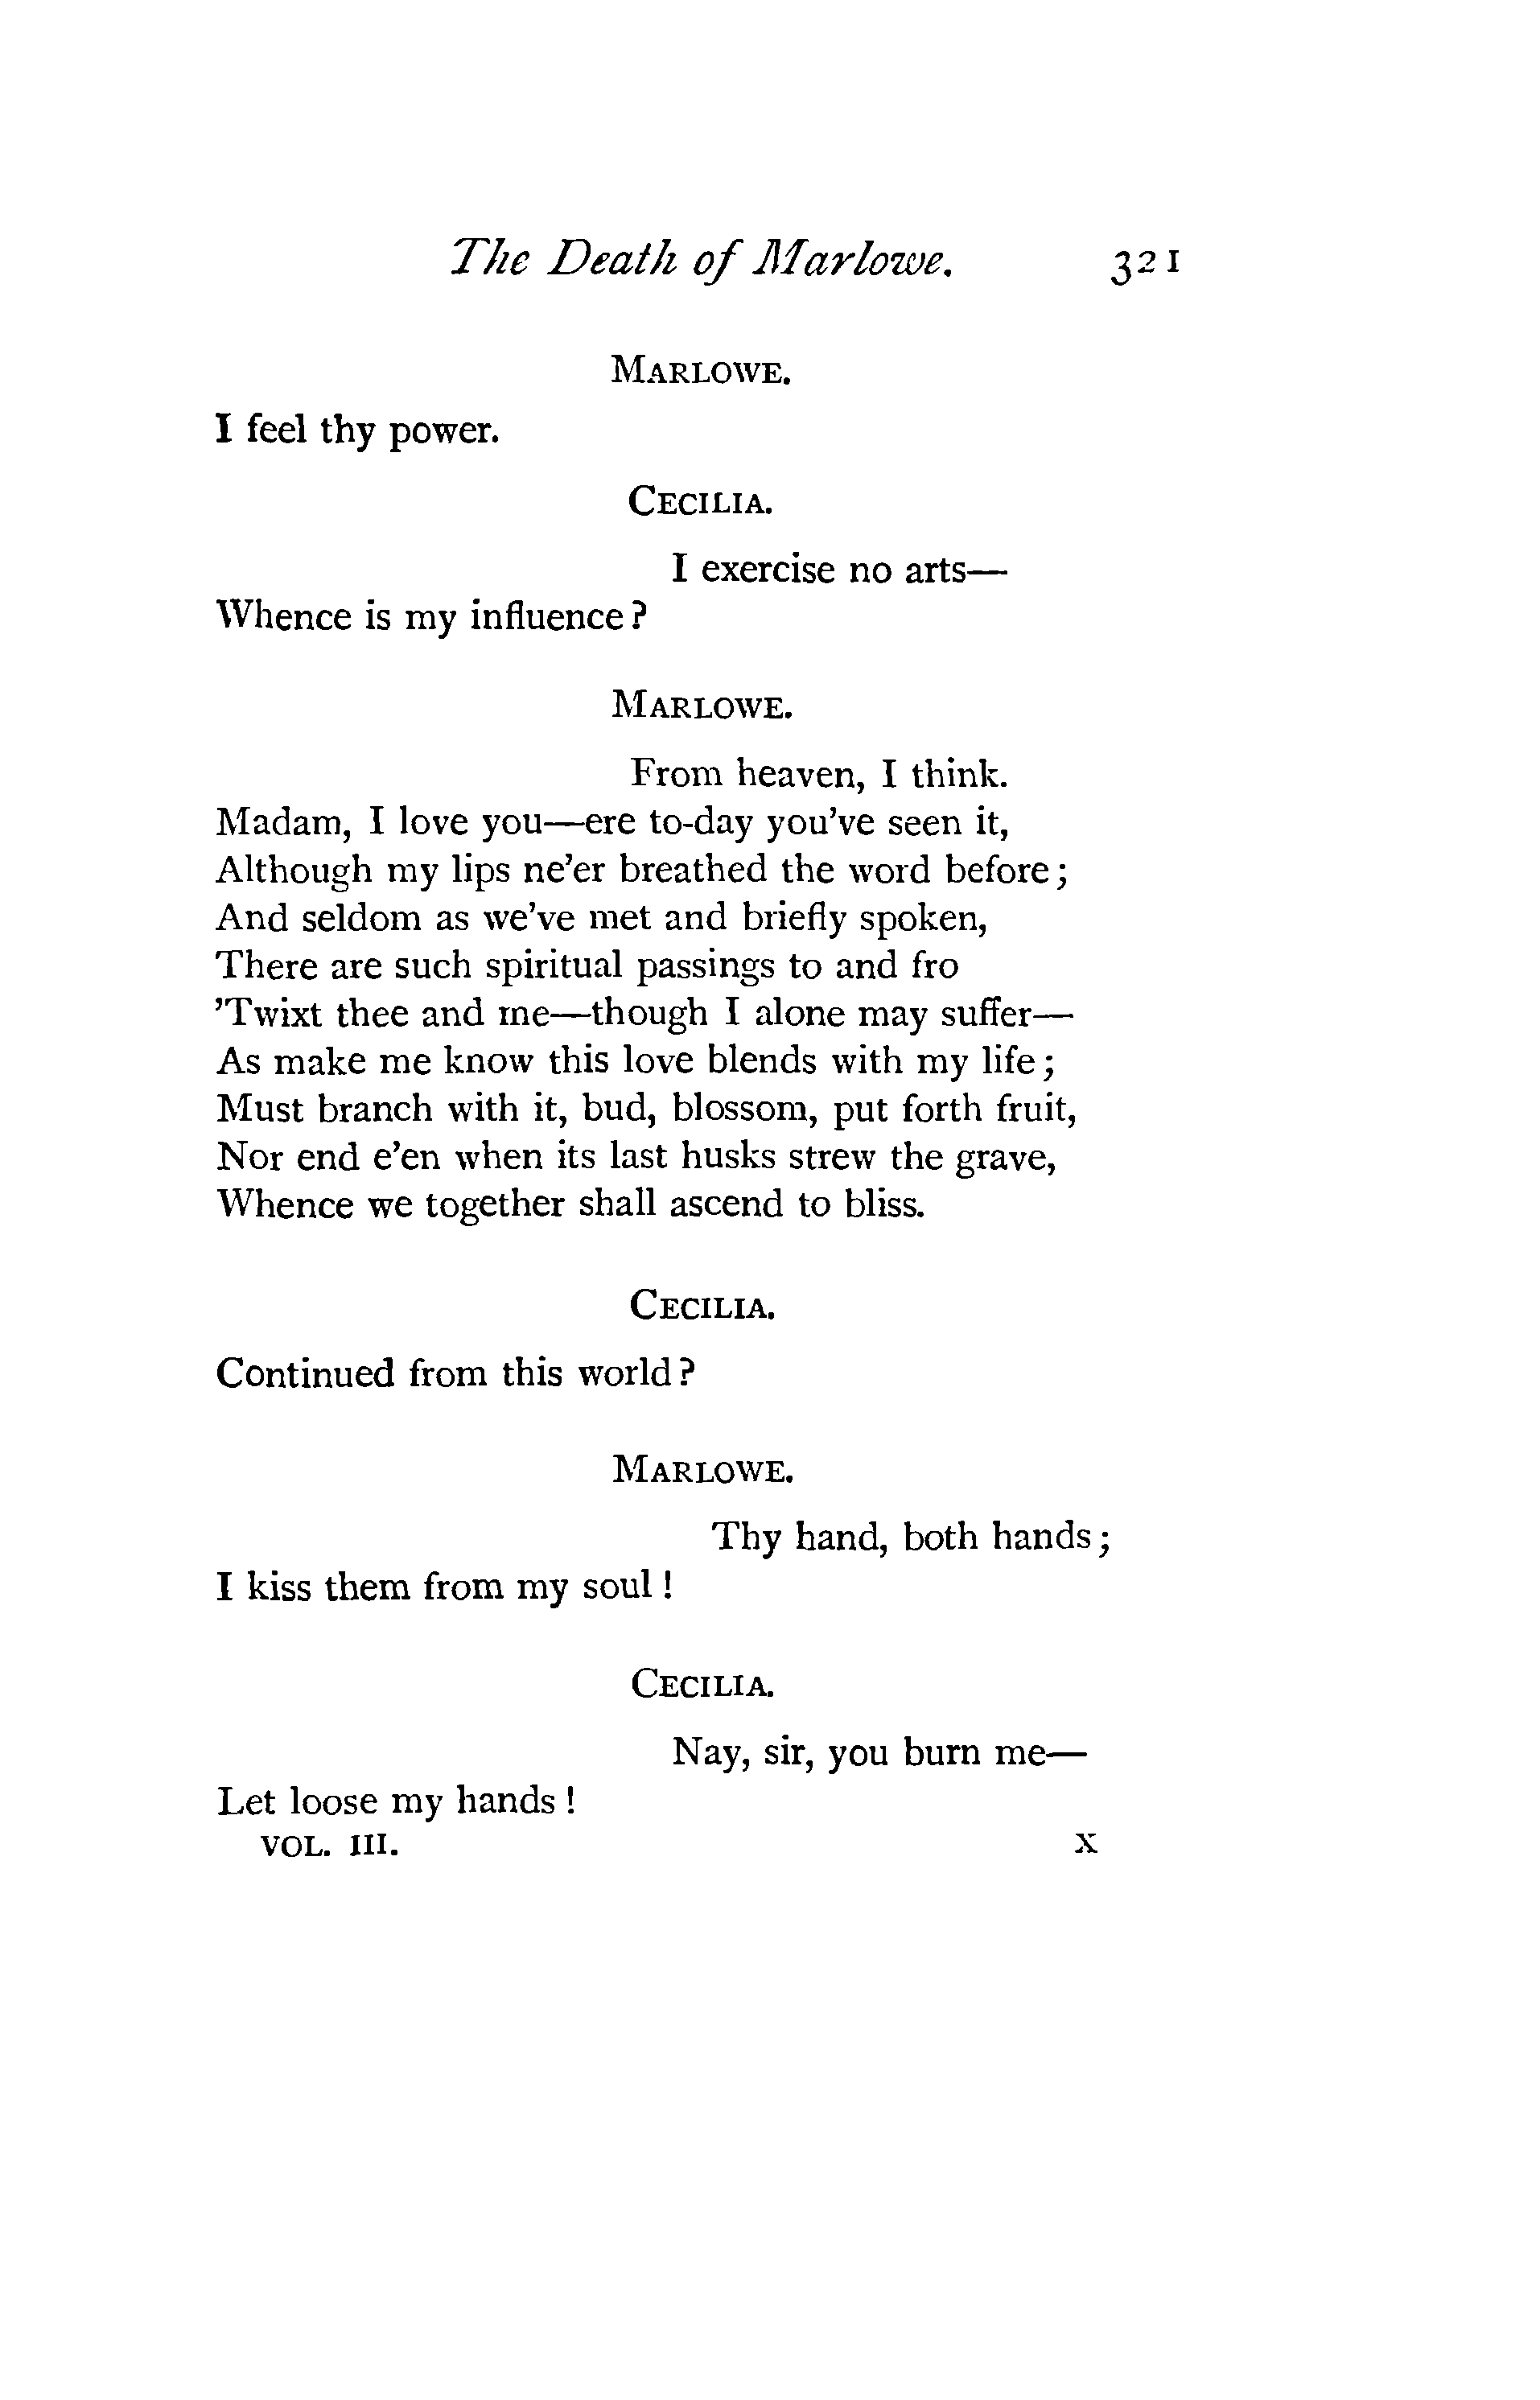 The Death of Marlowe. 321
MARLOWE.
I feel thy power.
CECILIA.
I exercise no arts—
Whence is my influence?
MARLOWE.
From heaven, I think.
Madam, I love you—ere to-day you've seen it,
Although my lips ne'er breathed the word before;
And seldom as we've met and briefly spoken,
There are such spiritual passings to and fro
'Twixt thee and me—though I alone may suffer—
As make me know this love blends with my life;
Must branch with it, bud, blossom, put forth fruit,
Nor end e'en when its last husks strew the grave,
Whence we together shall ascend to bliss.
CECILIA.
Continued from this world?
MARLOWE.
Thy hand, both hands;
I kiss them from my soul!
CECILIA.
Nay, sir, you burn me—
Let loose my hands!
VOL. III. X